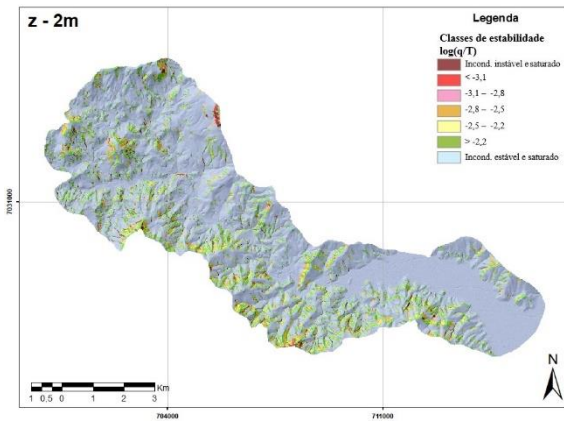 z - 2m
Legenda
Classes de estabilidade
log(q/T)
Incond. instável e saturado
< -3,1
-3,1 – -2,8
-2,8 – -2,5
-2,5 – -2,2
> -2,2
Incond. estável e saturado
7031000
N
Km
1 0,5 0 1 2 3
704000
711000